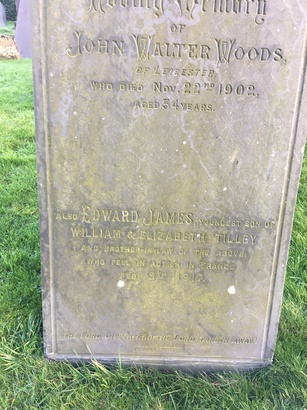 Loving Memory
OF
JOHN WALTER WOODS,
OF LEICESTER
WHO DIED NOV. 22ND 1902,
AGED 34 YEARS.
ALSO EDWARD JAMES, YOUNGEST SON OF
WILLIAM & ELIZABETH TILLEY
AND BROTHER-IN-LAW OF THE ABOVE,
WHO FELL IN ACTION IN FRANCE
1915
THE LORD GAVE AND THE LORD TAKETH AWAY